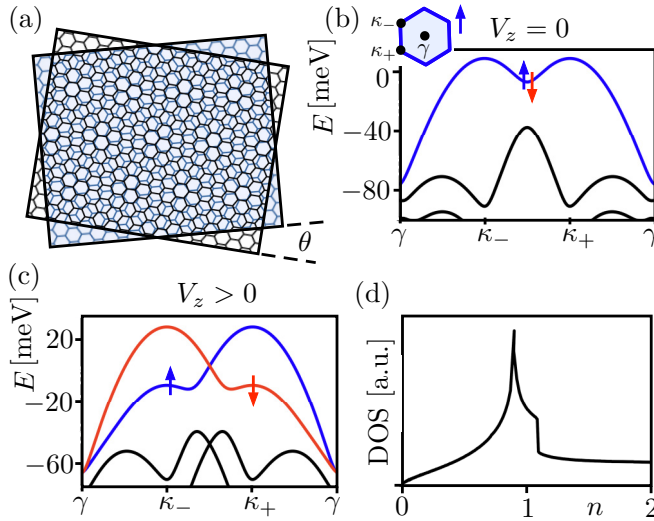 (a)
θ
(b)
κ₋
κ₊
γ
V_z = 0
E [meV]
0
−40
−80
γ
κ₋
κ₊
γ
(c)
V_z > 0
E [meV]
20
−20
−60
γ
κ₋
κ₊
γ
(d)
DOS [a.u.]
0
1
n
2